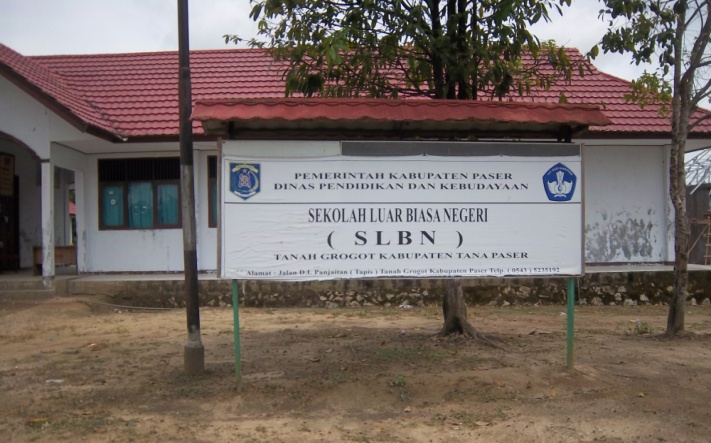 PEMERINTAH KABUPATEN PASER
DINAS PENDIDIKAN DAN KEBUDAYAAN
SEKOLAH LUAR BIASA NEGERI
( SLBN )
TANAH GROGOT KABUPATEN TANA PASER
Alamat : Jalan D.I. Panjaitan ( Tapis ) Tanah Grogot Kabupaten Paser Telp. ( 0543 ) 5235192